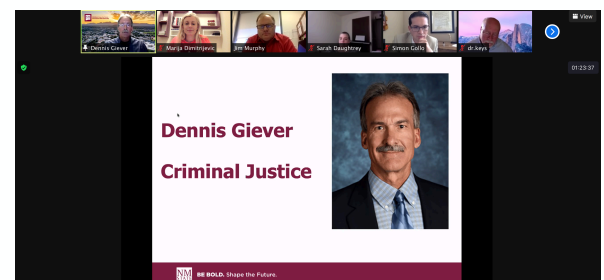 View
Dennis Giever
Marija Dimitrijevic
Jim Murphy
Sarah Daughtrey
Simon Gollo
dr.keys
01:23:37
Dennis Giever
Criminal Justice
NM
BE BOLD. Shape the Future.